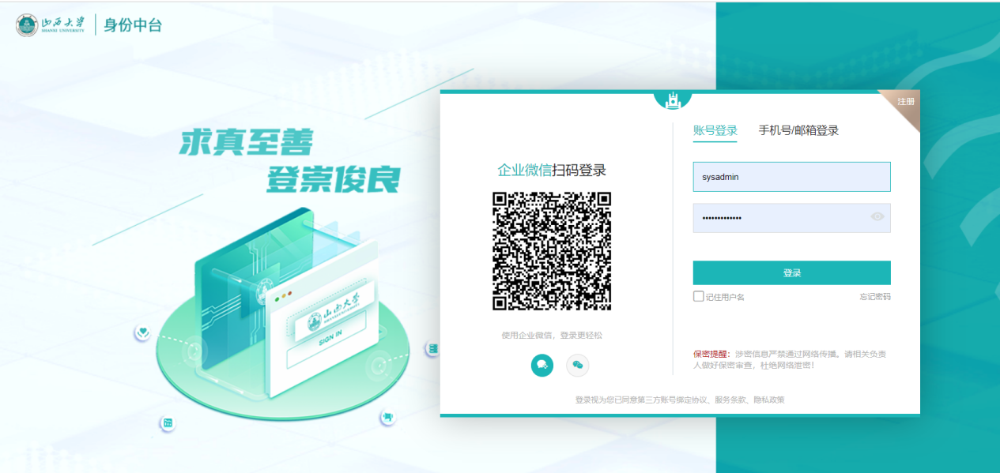 山西大学
SHANXI UNIVERSITY
身份中台
求真至善
登崇俊良
山西大学
SHANXI UNIVERSITY
SIGN IN
注册
企业微信扫码登录
使用企业微信，登录更轻松
账号登录
手机号/邮箱登录
sysadmin
•••••••••••••
登录
记住用户名
忘记密码
保密提醒：涉密信息严禁通过网络传播。请相关负责
人做好保密审查，杜绝网络泄密！
登录视为您已同意第三方账号绑定协议、服务条款、隐私政策